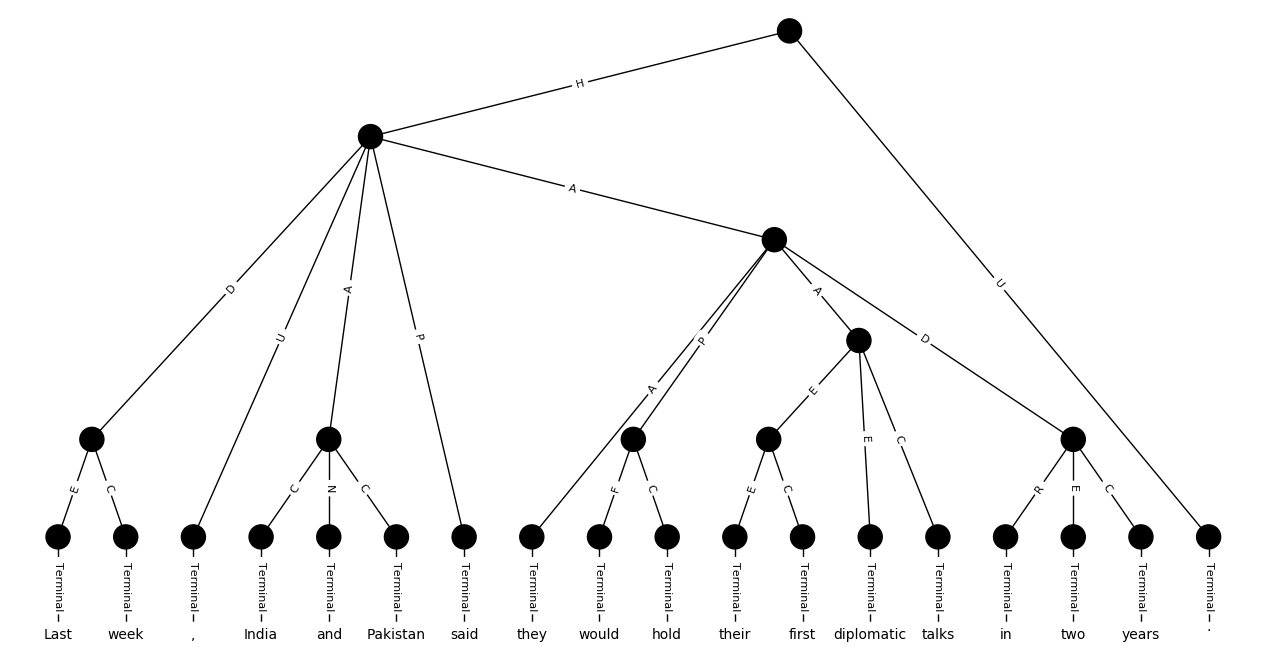 H
A
D
U
A
P
U
A
P
A
D
E
E
C
E
C
C
N
C
F
C
E
C
R
E
C
Terminal Terminal Terminal Terminal Terminal Terminal Terminal Terminal Terminal Terminal Terminal Terminal Terminal Terminal Terminal Terminal Terminal Terminal
Last week , India and Pakistan said they would hold their first diplomatic talks in two years .